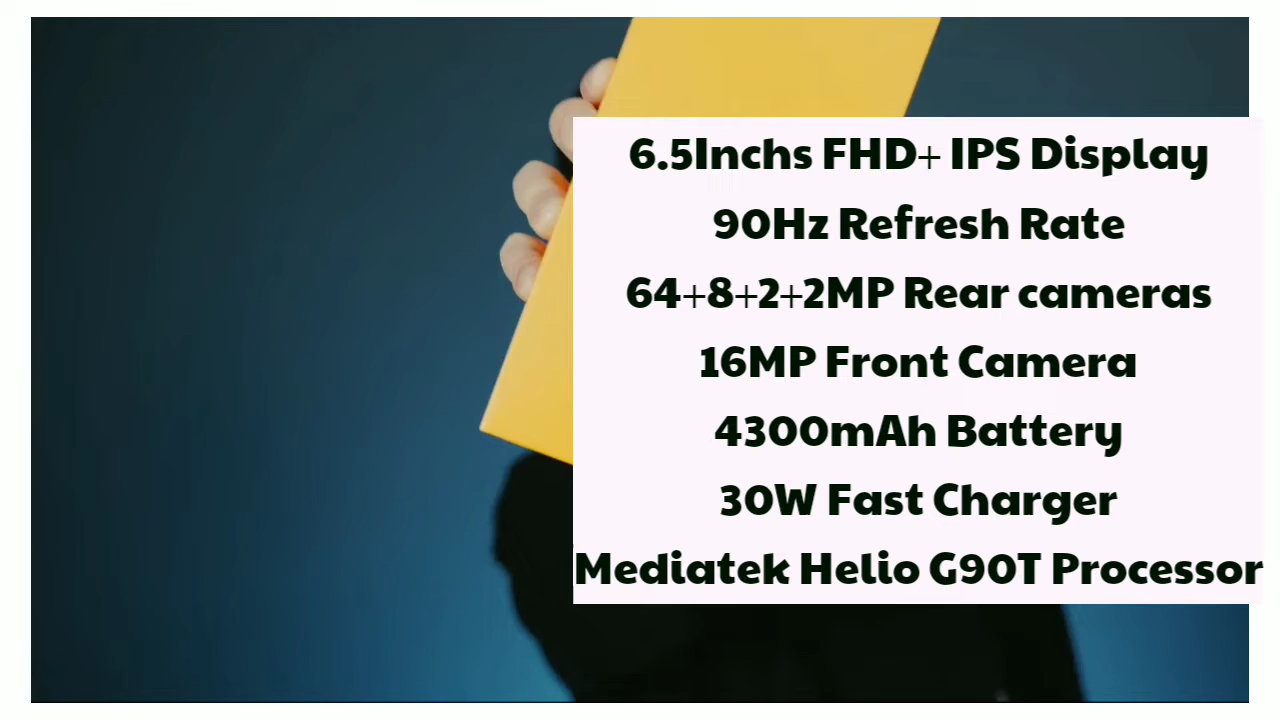 6.5Inchs FHD+ IPS Display
90Hz Refresh Rate
64+8+2+2MP Rear cameras
16MP Front Camera
4300mAh Battery
30W Fast Charger
Mediatek Helio G90T Processor